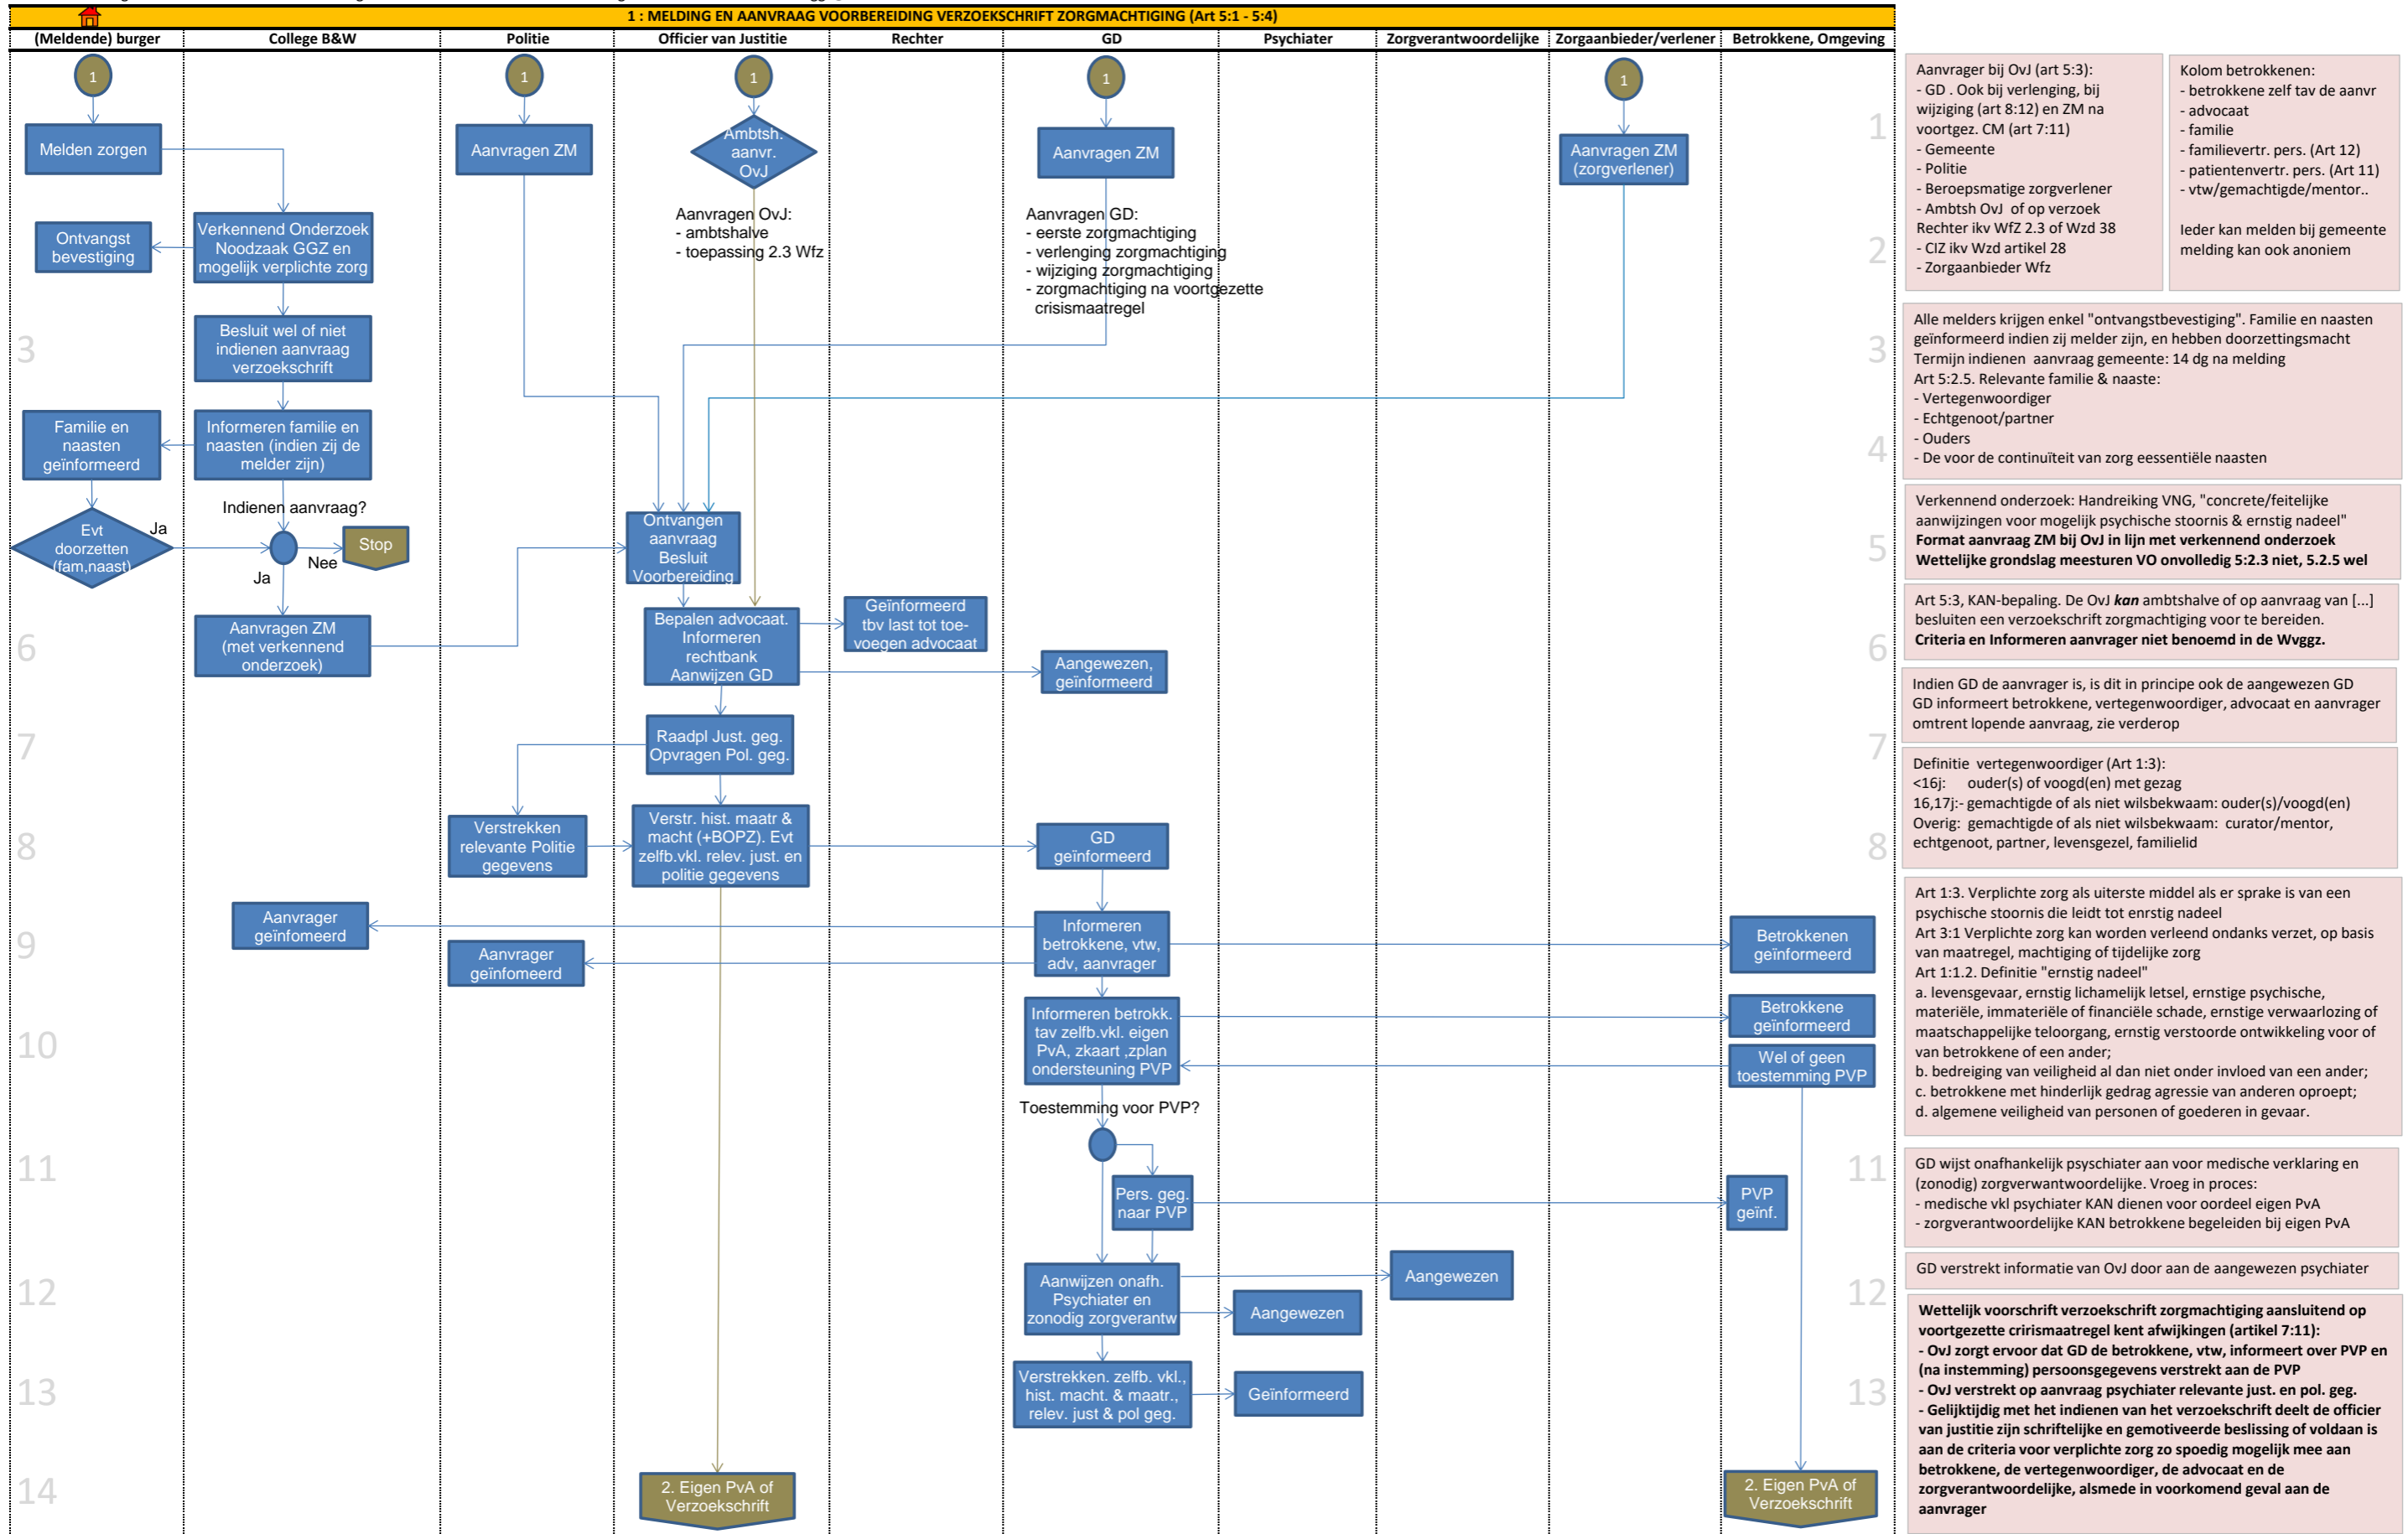 1 : MELDING EN AANVRAAG VOORBEREIDING VERZOEKSCHRIFT ZORGMACHTIGING (Art 5:1 - 5:4)
(Meldende) burger
College B&W
Politie
Officier van Justitie
Rechter
GD
Psychiater
Zorgverantwoordelijke
Zorgaanbieder/verlener
Betrokkene, Omgeving
1
1
1
1
1
1
Melden zorgen
Aanvragen ZM
Ambtsh.
aanvr.
OvJ
Aanvragen ZM
Aanvragen ZM
(zorgverlener)
Ontvangst
bevestiging
Verkennend Onderzoek
Noodzaak GGZ en
mogelijk verplichte zorg
Aanvragen OvJ:
- ambtshalve
- toepassing 2.3 Wfz
Aanvragen GD:
- eerste zorgmachtiging
- verlenging zorgmachtiging
- wijziging zorgmachtiging
- zorgmachtiging na voortgezette
crisismaatregel
2
3
Besluit wel of niet
indienen aanvraag
verzoekschrift
3
Familie en
naasten
geïnformeerd
Informeren familie en
naasten (indien zij de
melder zijn)
4
Indienen aanvraag?
Evt
doorzetten
(fam,naast)
Ja
Stop
Nee
Ja
Ontvangen
aanvraag
Besluit
Voorbereiding
5
6
Aanvragen ZM
(met verkennend
onderzoek)
Bepalen advocaat.
Informeren
rechtbank
Aanwijzen GD
Geïnformeerd
tbv last tot toe-
voegen advocaat
Aangewezen,
geïnformeerd
6
7
Raadpl Just. geg.
Opvragen Pol. geg.
7
8
Verstrekken
relevante Politie
gegevens
Verstr. hist. maatr &
macht (+BOPZ). Evt
zelfb.vkl. relev. just. en
politie gegevens
GD
geïnformeerd
8
9
Aanvrager
geïnfomeerd
Aanvrager
geïnfomeerd
Informeren
betrokkene, vtw,
adv, aanvrager
Betrokkenen
geïnformeerd
10
Informeren betrokk.
tav zelfb.vkl. eigen
PvA, zkaart ,zplan
ondersteuning PVP
Betrokkene
geïnformeerd
Wel of geen
toestemming PVP
Toestemming voor PVP?
11
Pers. geg.
naar PVP
PVP
geïnf.
11
12
Aanwijzen onafh.
Psychiater en
zonodig zorgverantw
Aangewezen
Aangewezen
12
13
Verstrekken. zelfb. vkl.,
hist. macht. & maatr.,
relev. just & pol geg.
Geïnformeerd
13
14
2. Eigen PvA of
Verzoekschrift
2. Eigen PvA of
Verzoekschrift
Aanvrager bij OvJ (art 5:3):
- GD . Ook bij verlenging, bij
wijziging (art 8:12) en ZM na
voortgez. CM (art 7:11)
- Gemeente
- Politie
- Beroepsmatige zorgverlener
- Ambtsh OvJ of op verzoek
Rechter ikv WfZ 2.3 of Wzd 38
- CIZ ikv Wzd artikel 28
- Zorgaanbieder Wfz
Kolom betrokkenen:
- betrokkene zelf tav de aanvr
- advocaat
- familie
- familievertr. pers. (Art 12)
- patientenvertr. pers. (Art 11)
- vtw/gemachtigde/mentor..
Ieder kan melden bij gemeente
melding kan ook anoniem
Alle melders krijgen enkel "ontvangstbevestiging". Familie en naasten
geïnformeerd indien zij melder zijn, en hebben doorzettingsmacht
Termijn indienen aanvraag gemeente: 14 dg na melding
Art 5:2.5. Relevante familie & naaste:
- Vertegenwoordiger
- Echtgenoot/partner
- Ouders
- De voor de continuïteit van zorg eessentiële naasten
Verkennend onderzoek: Handreiking VNG, "concrete/feitelijke
aanwijzingen voor mogelijk psychische stoornis & ernstig nadeel"
Format aanvraag ZM bij OvJ in lijn met verkennend onderzoek
Wettelijke grondslag meesturen VO onvolledig 5:2.3 niet, 5.2.5 wel
Art 5:3, KAN-bepaling. De OvJ kan ambtshalve of op aanvraag van [...]
besluiten een verzoekschrift zorgmachtiging voor te bereiden.
Criteria en Informeren aanvrager niet benoemd in de Wvggz.
Indien GD de aanvrager is, is dit in principe ook de aangewezen GD
GD informeert betrokkene, vertegenwoordiger, advocaat en aanvrager
omtrent lopende aanvraag, zie verderop
Definitie vertegenwoordiger (Art 1:3):
<16j: ouder(s) of voogd(en) met gezag
16,17j:- gemachtigde of als niet wilsbekwaam: ouder(s)/voogd(en)
Overig: gemachtigde of als niet wilsbekwaam: curator/mentor,
echtgenoot, partner, levensgezel, familielid
Art 1:3. Verplichte zorg als uiterste middel als er sprake is van een
psychische stoornis die leidt tot enrstig nadeel
Art 3:1 Verplichte zorg kan worden verleend ondanks verzet, op basis
van maatregel, machtiging of tijdelijke zorg
Art 1:1.2. Definitie "ernstig nadeel"
a. levensgevaar, ernstig lichamelijk letsel, ernstige psychische,
materiële, immateriële of financiële schade, ernstige verwaarlozing of
maatschappelijke teloorgang, ernstig verstoorde ontwikkeling voor of
van betrokkene of een ander;
b. bedreiging van veiligheid al dan niet onder invloed van een ander;
c. betrokkene met hinderlijk gedrag agressie van anderen oproept;
d. algemene veiligheid van personen of goederen in gevaar.
GD wijst onafhankelijk psyschiater aan voor medische verklaring en
(zonodig) zorgverwantwoordelijke. Vroeg in proces:
- medische vkl psychiater KAN dienen voor oordeel eigen PvA
- zorgverantwoordelijke KAN betrokkene begeleiden bij eigen PvA
GD verstrekt informatie van OvJ door aan de aangewezen psychiater
Wettelijk voorschrift verzoekschrift zorgmachtiging aansluitend op
voortgezette crirismaatregel kent afwijkingen (artikel 7:11):
- OvJ zorgt ervoor dat GD de betrokkene, vtw, informeert over PVP en
(na instemming) persoonsgegevens verstrekt aan de PVP
- OvJ verstrekt op aanvraag psychiater relevante just. en pol. geg.
- Gelijktijdig met het indienen van het verzoekschrift deelt de officier
van justitie zijn schriftelijke en gemotiveerde beslissing of voldaan is
aan de criteria voor verplichte zorg zo spoedig mogelijk mee aan
betrokkene, de vertegenwoordiger, de advocaat en de
zorgverantwoordelijke, alsmede in voorkomend geval aan de
aanvrager